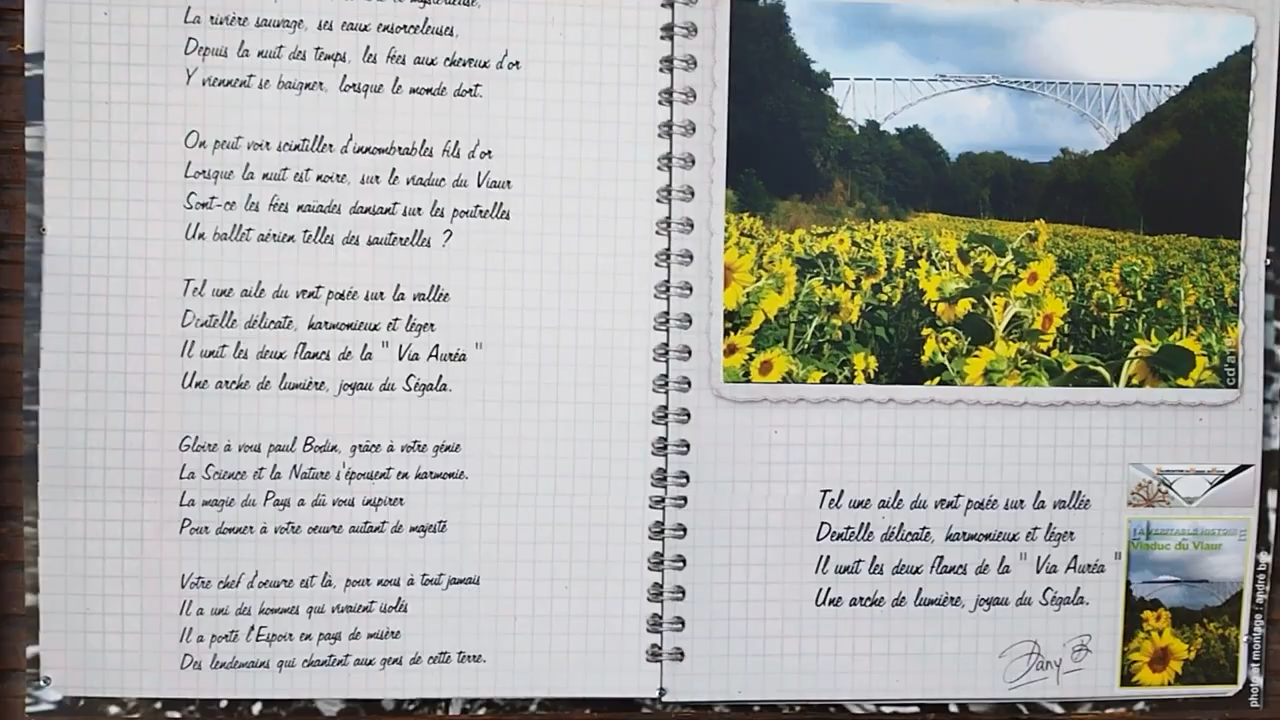 La rivière sauvage, ses eaux ensorceleuses,
Depuis la nuit des temps, les fées aux cheveux d'or
Y viennent se baigner, lorsque le monde dort.
On peut voir scintiller d'innombrables fils d'or
Lorsque la nuit est noire, sur le viaduc du Viaur
Sont-ce les fées naïades dansant sur les poutrelles
Un ballet aérien telles des sauterelles ?
Tel une aile du vent posée sur la vallée
Dentelle délicate, harmonieux et léger
Il unit les deux flancs de la " Via Auréa "
Une arche de lumière, joyau du Ségala.
Gloire à vous paul Bodin, grâce à votre génie
La Science et la Nature s'épousent en harmonie.
La magie du Pays a dû vous inspirer
Pour donner à votre oeuvre autant de majesté
Votre chef d'oeuvre est là, pour nous à tout jamais
Il a uni des hommes qui vivaient isolés
Il a porté l'Espoir en pays de misère
Des lendemains qui chantent aux gens de cette terre.
Tel une aile du vent posée sur la vallée
Dentelle délicate, harmonieux et léger
Il unit les deux flancs de la " Via Auréa "
Une arche de lumière, joyau du Ségala.
Dany B
LA VERITABLE HISTOIRE
Viaduc du Viaur
photo et montage : andré